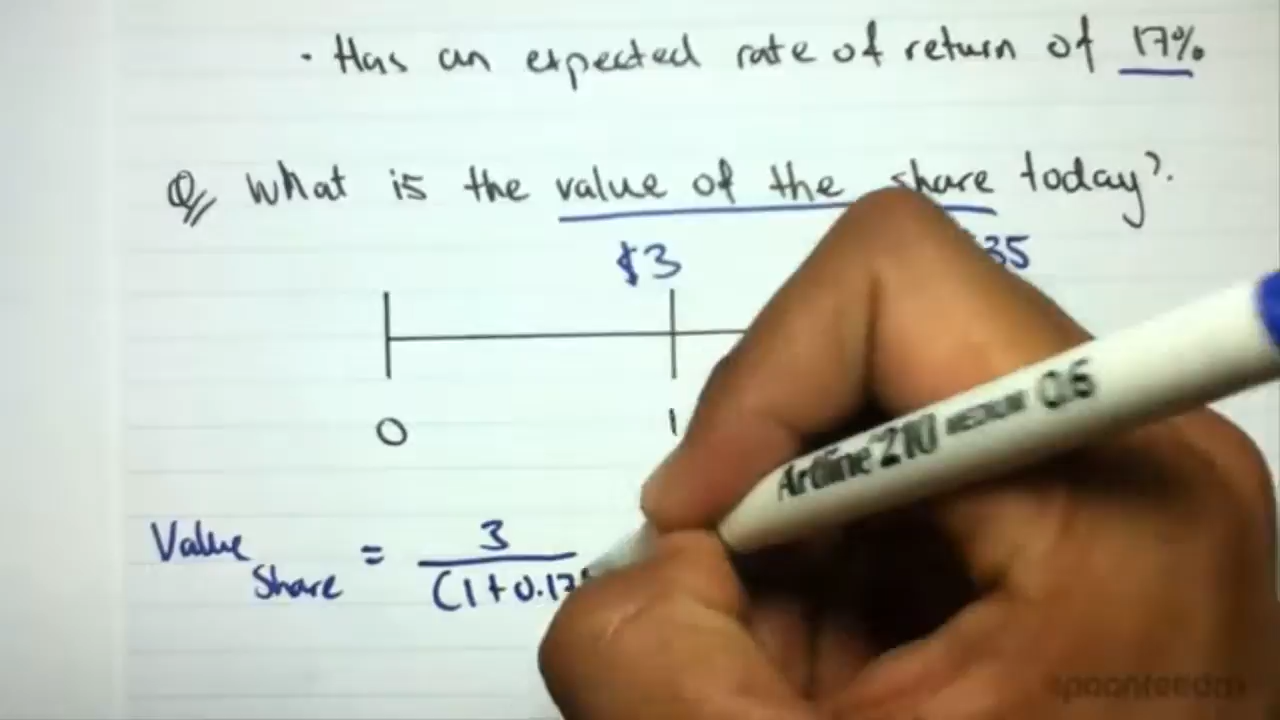 · Has an expected rate of return of 17%
Q/ What is the value of the share today?
$3
35
0 1
Value Share = 3
(1+0.17
Artline 210 MEDIUM 0.6